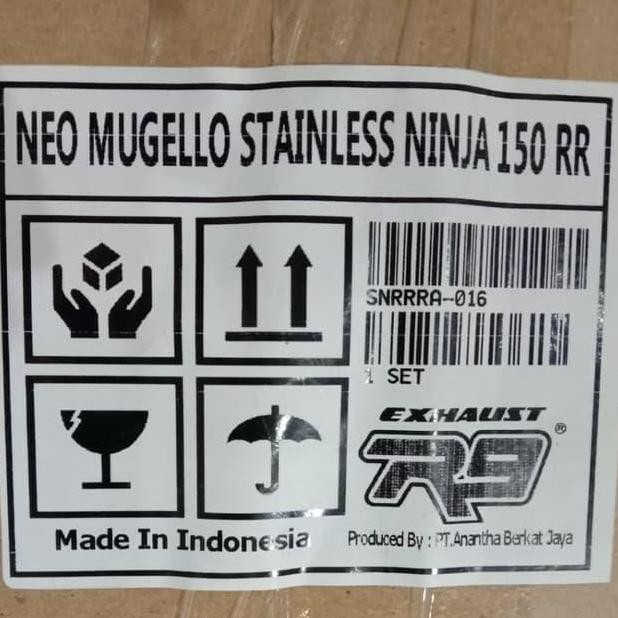 NEO MUGELLO STAINLESS NINJA 150 RR
SNRRRA-016
1 SET
EXHAUST
R9®
Made In Indonesia
Produced By : PT.Anantha Berkat Jaya